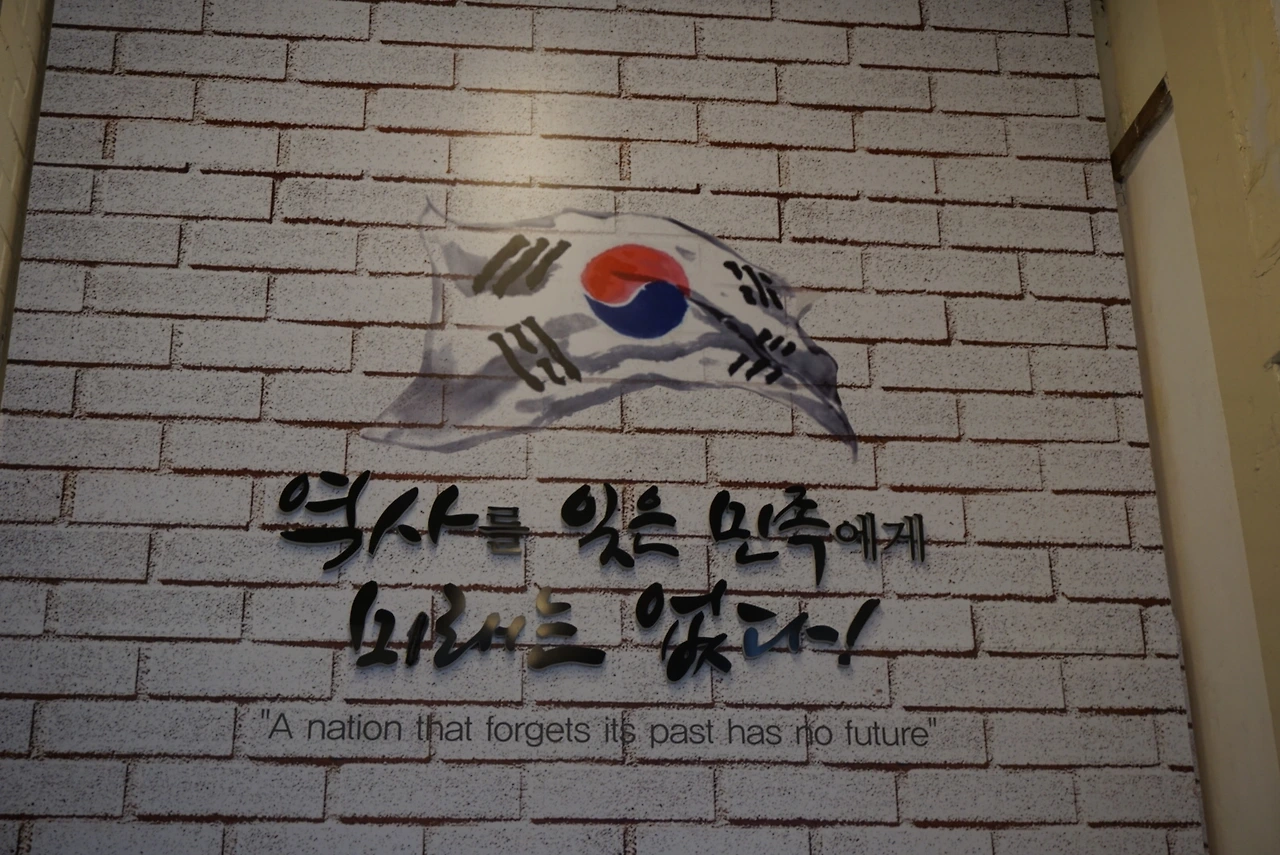 역사를 잊은 민족에게
미래는 없다!
"A nation that forgets its past has no future"